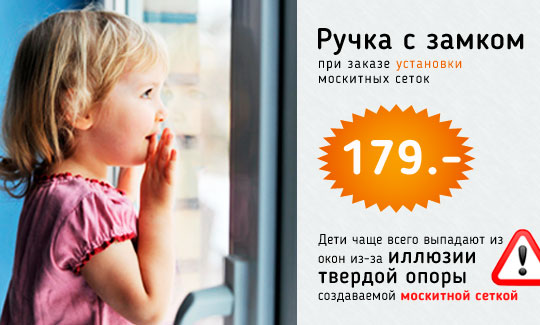 Ручка с замком
при заказе установки
москитных сеток
179.-
Дети чаще всего выпадают из
окон из-за иллюзии
твердой опоры
создаваемой москитной сеткой
!